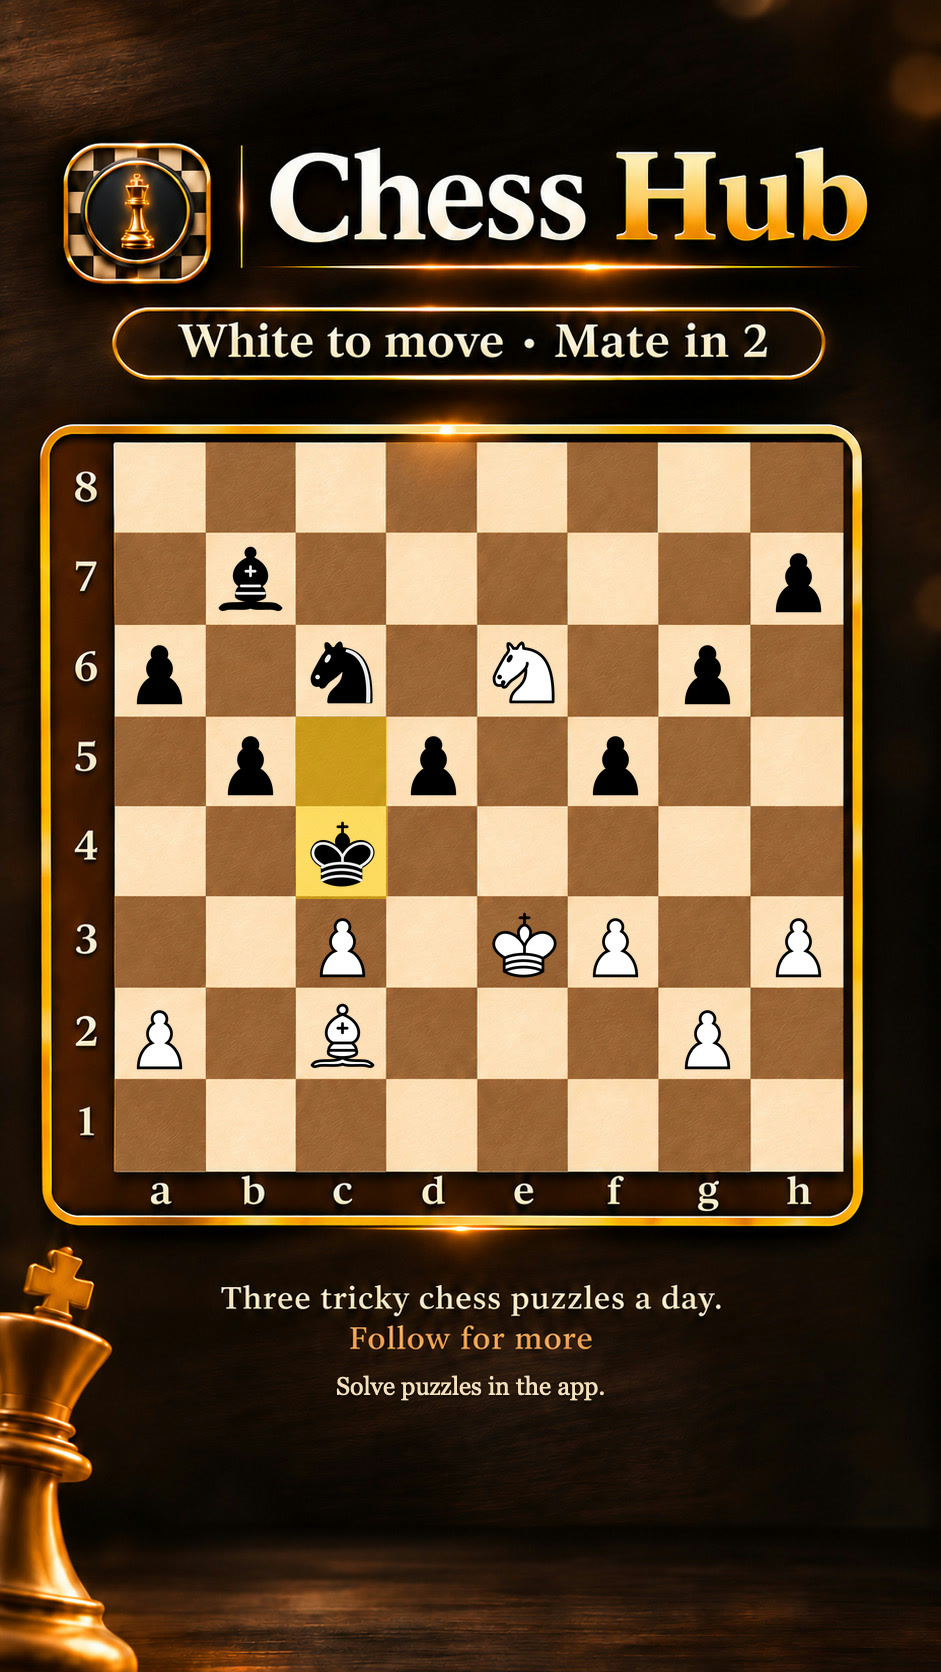 Chess Hub
White to move • Mate in 2
8
7
6
5
4
3
2
1
a b c d e f g h
Three tricky chess puzzles a day.
Follow for more
Solve puzzles in the app.